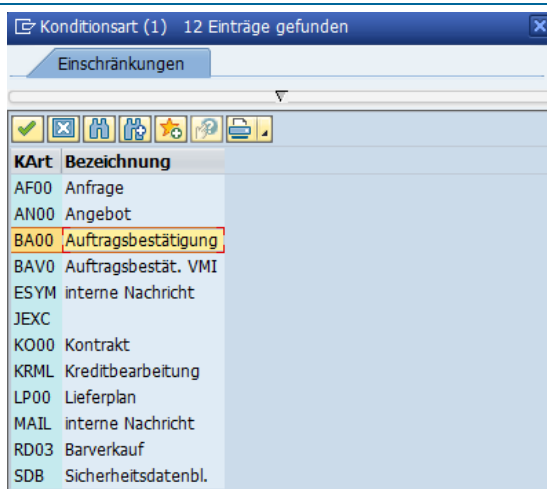 Konditionsart (1) 12 Einträge gefunden
Einschränkungen
KArt Bezeichnung
AF00 Anfrage
AN00 Angebot
BA00 Auftragsbestätigung
BAV0 Auftragsbestät. VMI
ESYM interne Nachricht
JEXC
KO00 Kontrakt
KRML Kreditbearbeitung
LP00 Lieferplan
MAIL interne Nachricht
RD03 Barverkauf
SDB Sicherheitsdatenbl.